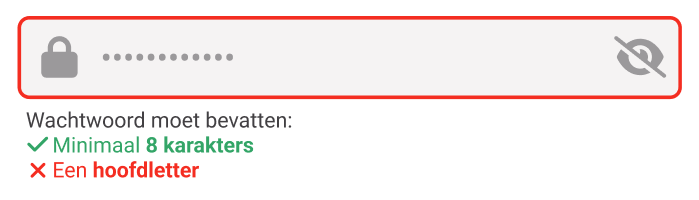 ••••••••••••
Wachtwoord moet bevatten:
✓ Minimaal 8 karakters
✕ Een hoofdletter